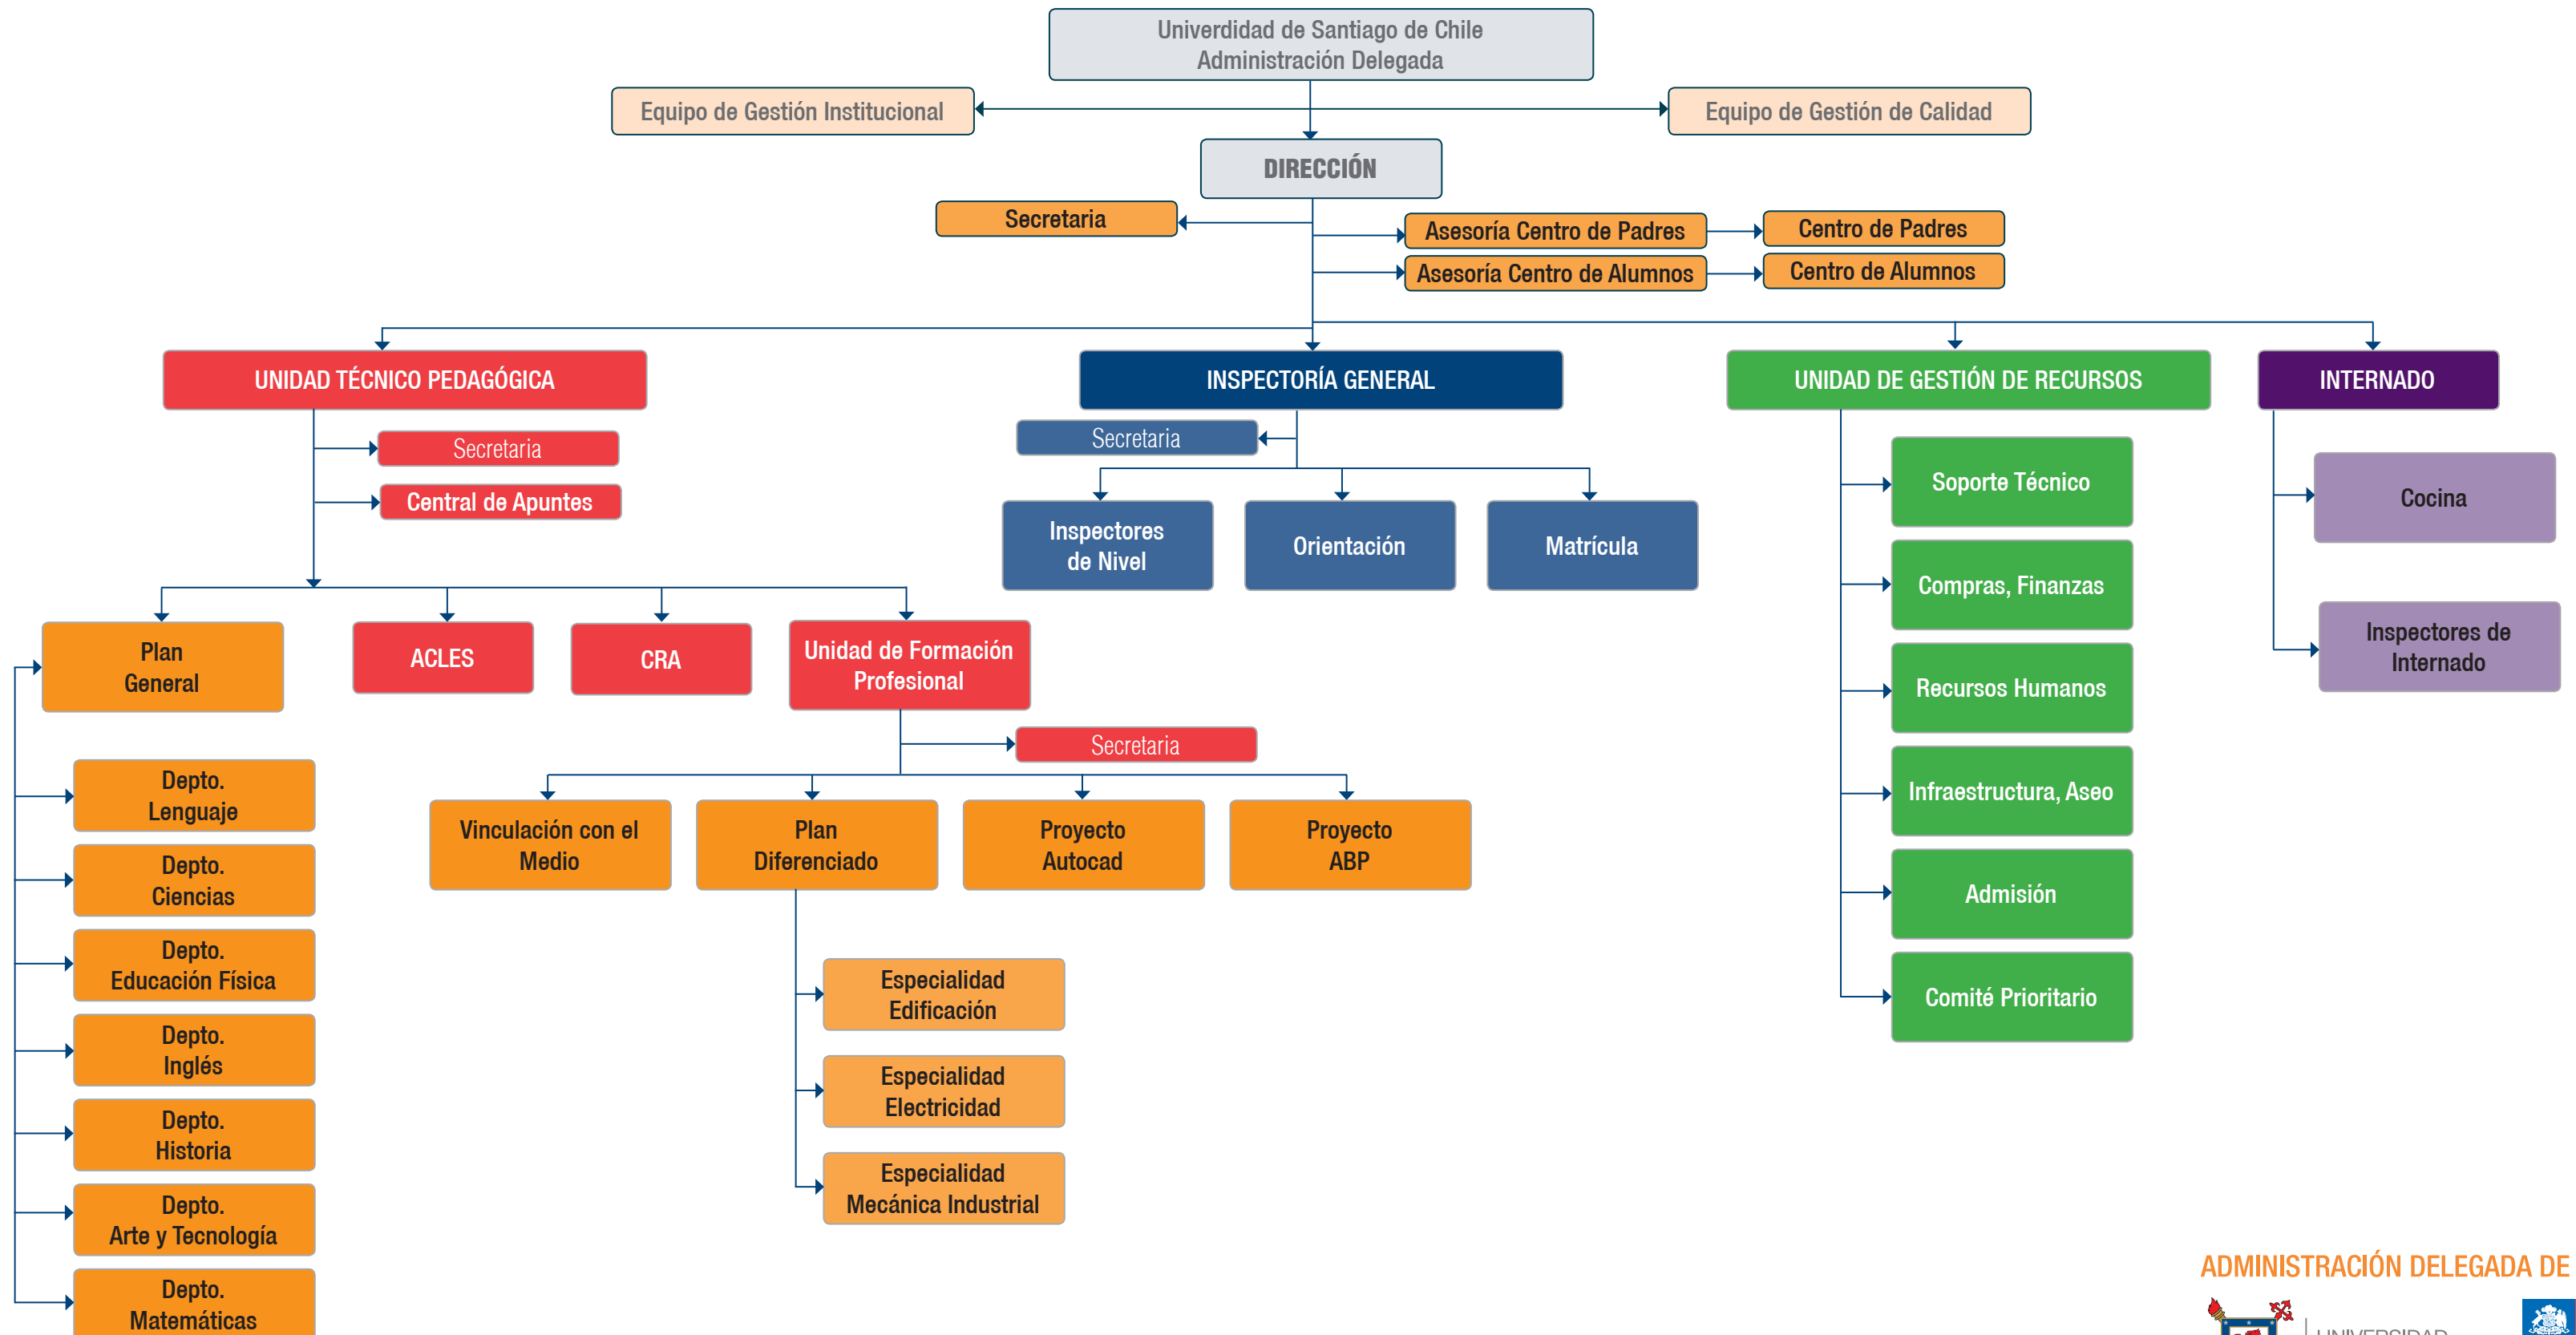 Univerdidad de Santiago de Chile
Administración Delegada
Equipo de Gestión Institucional
Equipo de Gestión de Calidad
DIRECCIÓN
Secretaria
Asesoría Centro de Padres
Centro de Padres
Asesoría Centro de Alumnos
Centro de Alumnos
UNIDAD TÉCNICO PEDAGÓGICA
INSPECTORÍA GENERAL
UNIDAD DE GESTIÓN DE RECURSOS
INTERNADO
Secretaria
Central de Apuntes
Secretaria
Inspectores
de Nivel
Orientación
Matrícula
Soporte Técnico
Compras, Finanzas
Recursos Humanos
Infraestructura, Aseo
Admisión
Comité Prioritario
Cocina
Inspectores de
Internado
Plan
General
ACLES
CRA
Unidad de Formación
Profesional
Secretaria
Depto.
Lenguaje
Depto.
Ciencias
Depto.
Educación Física
Depto.
Inglés
Depto.
Historia
Depto.
Arte y Tecnología
Depto.
Matemáticas
Vinculación con el
Medio
Plan
Diferenciado
Proyecto
Autocad
Proyecto
ABP
Especialidad
Edificación
Especialidad
Electricidad
Especialidad
Mecánica Industrial
ADMINISTRACIÓN DELEGADA DE
UNIVERSIDAD